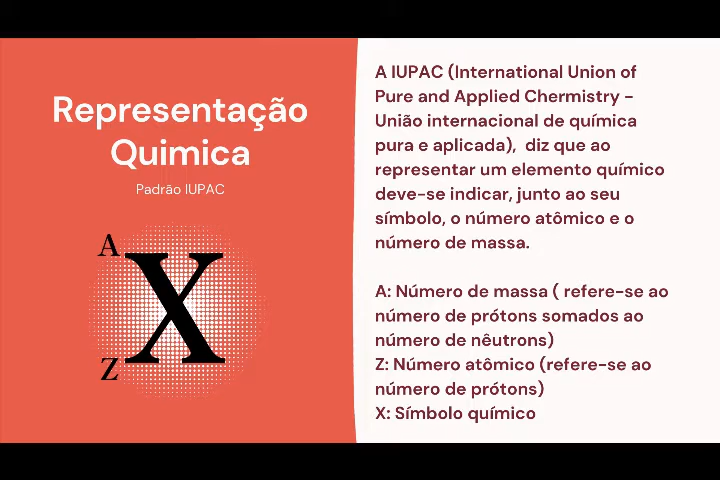 Representação
Quimica
Padrão IUPAC
A
X
Z
A IUPAC (International Union of
Pure and Applied Chermistry -
União internacional de química
pura e aplicada), diz que ao
representar um elemento químico
deve-se indicar, junto ao seu
símbolo, o número atômico e o
número de massa.
A: Número de massa ( refere-se ao
número de prótons somados ao
número de nêutrons)
Z: Número atômico (refere-se ao
número de prótons)
X: Símbolo químico